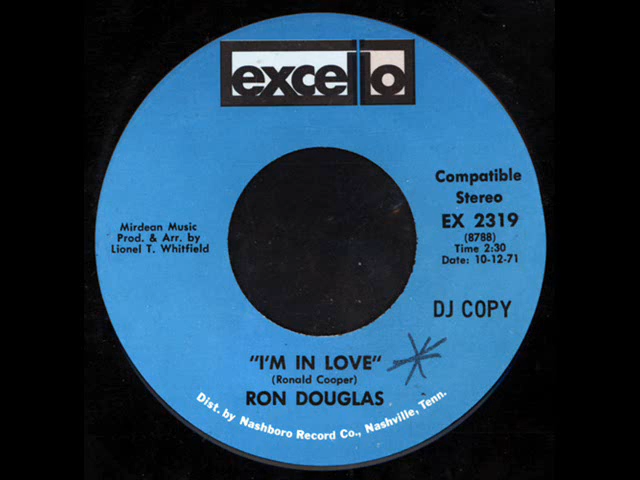 excello
Compatible
Stereo
EX 2319
(8788)
Time 2:30
Date: 10-12-71
Mirdean Music
Prod. & Arr. by
Lionel T. Whitfield
DJ COPY
"I'M IN LOVE"
(Ronald Cooper)
RON DOUGLAS
Dist. by Nashboro Record Co., Nashville, Tenn.